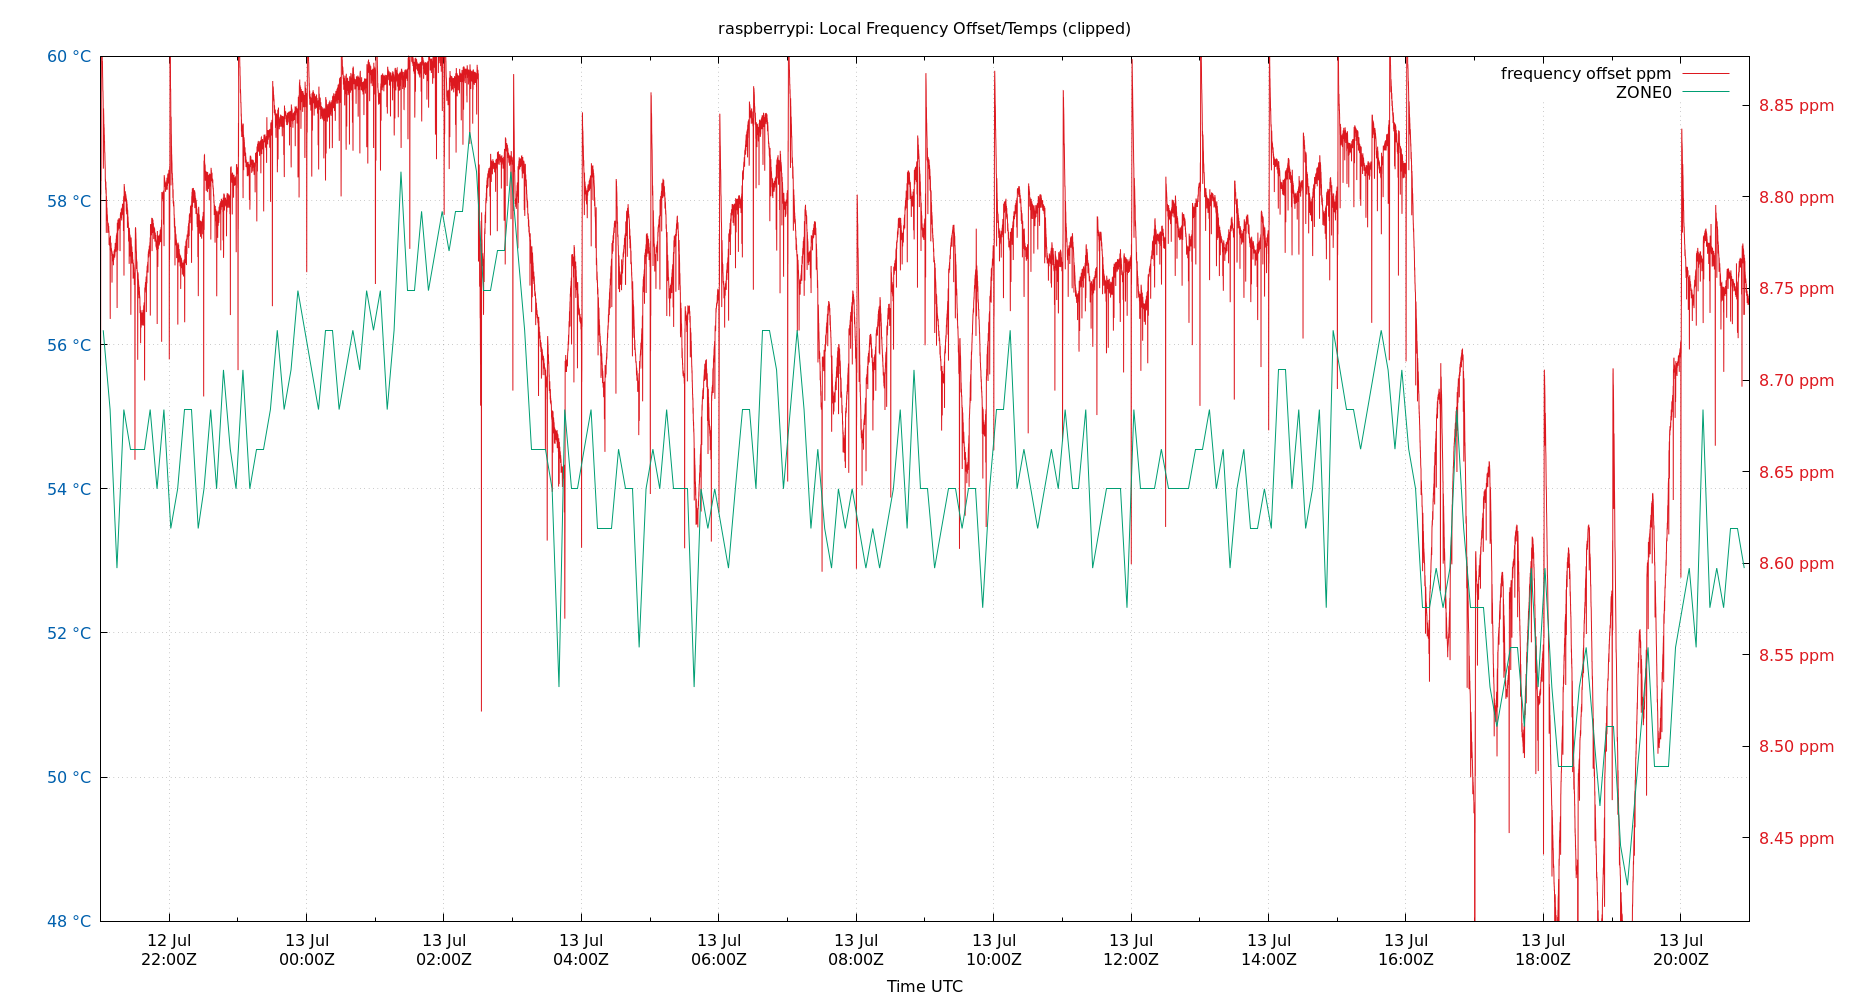 raspberrypi: Local Frequency Offset/Temps (clipped)
60 °C
58 °C
56 °C
54 °C
52 °C
50 °C
48 °C
frequency offset ppm
ZONE0
8.85 ppm
8.80 ppm
8.75 ppm
8.70 ppm
8.65 ppm
8.60 ppm
8.55 ppm
8.50 ppm
8.45 ppm
12 Jul
22:00Z
13 Jul
00:00Z
13 Jul
02:00Z
13 Jul
04:00Z
13 Jul
06:00Z
13 Jul
08:00Z
13 Jul
10:00Z
13 Jul
12:00Z
13 Jul
14:00Z
13 Jul
16:00Z
13 Jul
18:00Z
13 Jul
20:00Z
Time UTC